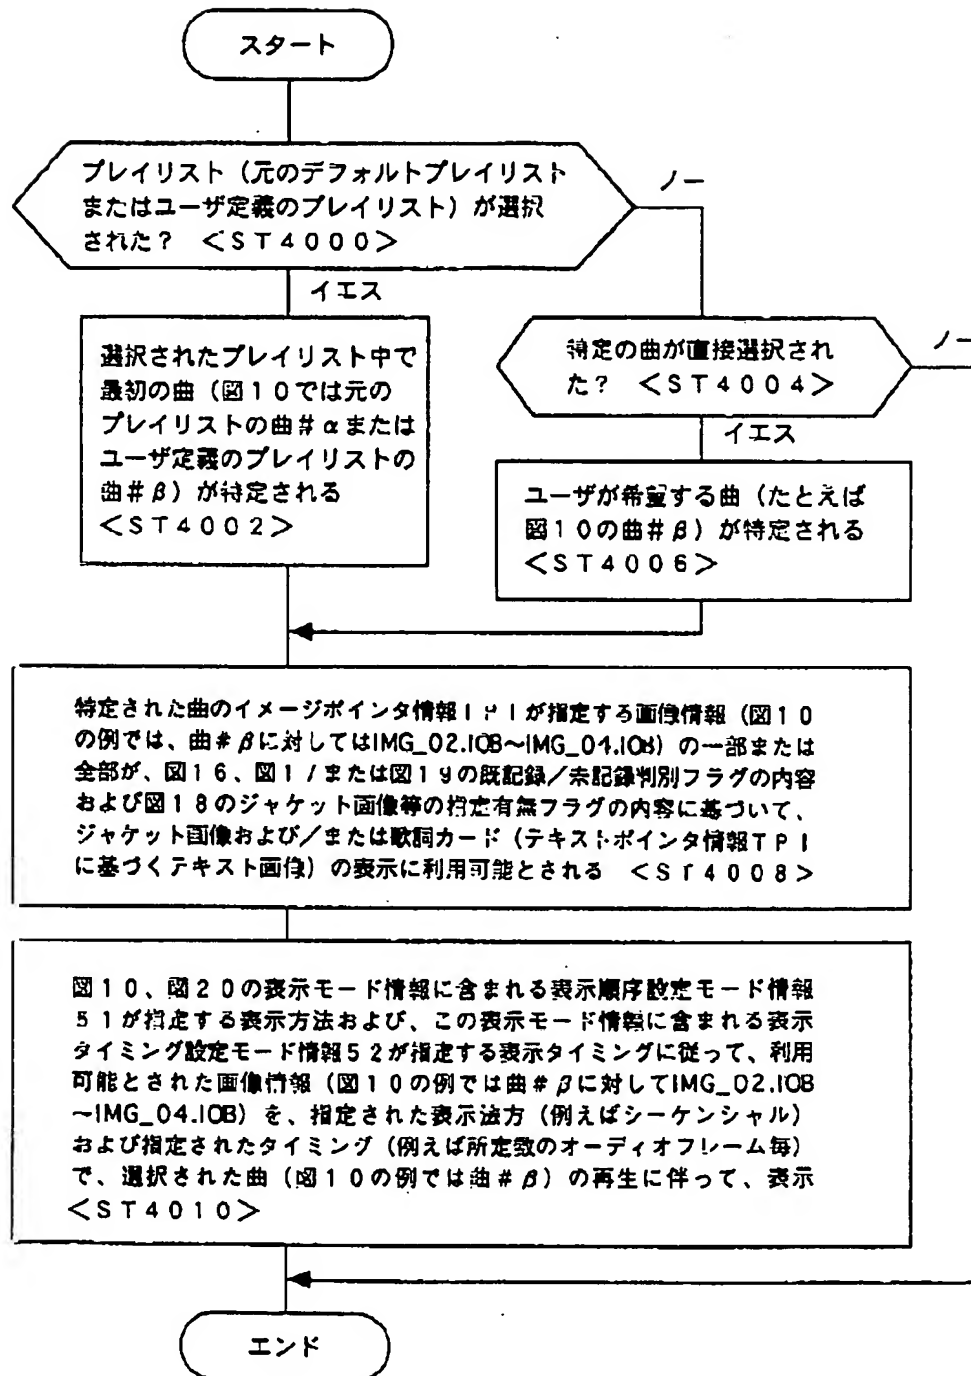 スタート
プレイリスト（元のデフォルトプレイリスト
またはユーザ定義のプレイリスト）が選択
された？ ＜ＳＴ４０００＞
ノー
イエス
選択されたプレイリスト中で
最初の曲（図１０では元の
プレイリストの曲＃αまたは
ユーザ定義のプレイリストの
曲＃β）が特定される
＜ＳＴ４００２＞
特定の曲が直接選択され
た？ ＜ＳＴ４００４＞
ノー
イエス
ユーザが希望する曲（たとえば
図１０の曲＃β）が特定される
＜ＳＴ４００６＞
特定された曲のイメージポインタ情報ＩＰＩが指定する画像情報（図１０
の例では、曲＃βに対してはIMG_02.IOB～IMG_04.IOB）の一部または
全部が、図１６、図１７または図１９の既記録／未記録判別フラグの内容
および図１８のジャケット画像等の指定有無フラグの内容に基づいて、
ジャケット画像および／または歌詞カード（テキストポインタ情報ＴＰＩ
に基づくテキスト画像）の表示に利用可能とされる ＜ＳＴ４００８＞
図１０、図２０の表示モード情報に含まれる表示順序設定モード情報
５１が指定する表示方法および、この表示モード情報に含まれる表示
タイミング設定モード情報５２が指定する表示タイミングに従って、利用
可能とされた画像情報（図１０の例では曲＃βに対してIMG_02.IOB
～IMG_04.IOB）を、指定された表示法方（例えばシーケンシャル）
および指定されたタイミング（例えば所定数のオーディオフレーム毎）
で、選択された曲（図１０の例では曲＃β）の再生に伴って、表示
＜ＳＴ４０１０＞
エンド